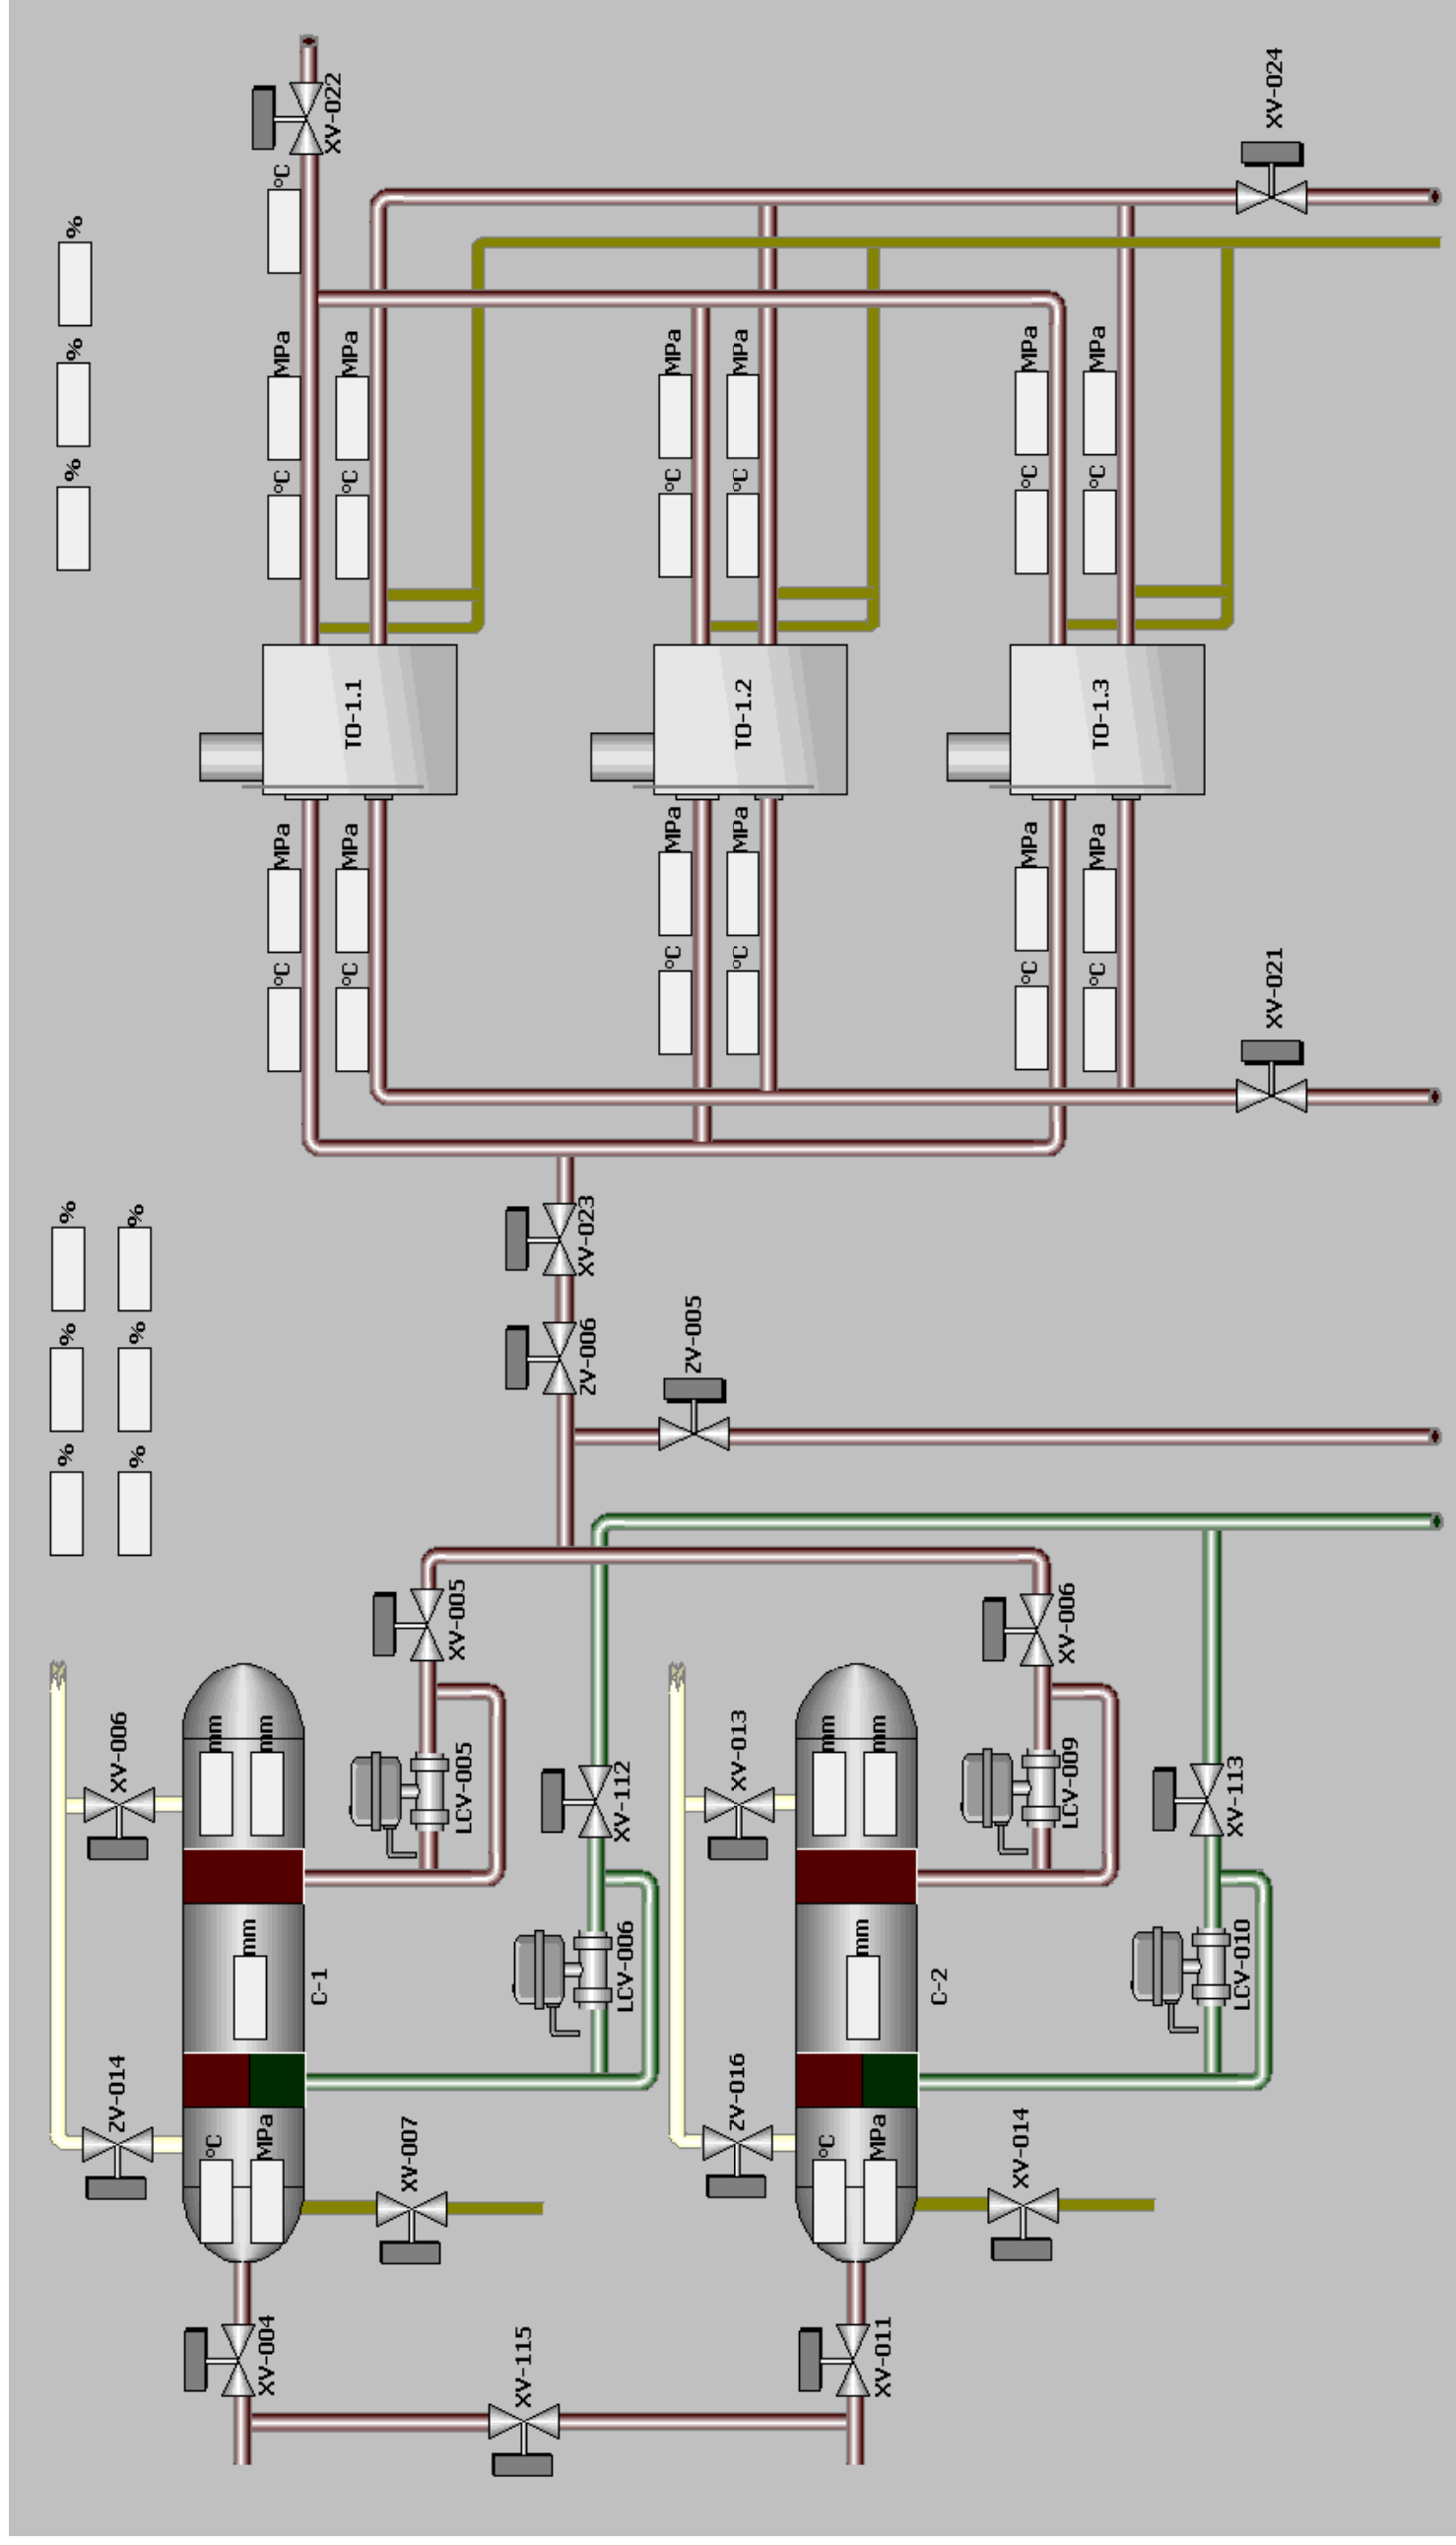 % % % % % %
% % %
ZV-014 XV-006
°C mm
mm
XV-004 MPa mm
°C MPa °C MPa °C
C-1
XV-022
°C MPa TO-1.1 °C MPa
XV-007
XV-005
LCV-005
XV-115
ZV-006 XV-023
LCV-006 XV-112
°C MPa °C MPa
ZV-005
ZV-016 XV-013
°C MPa TO-1.2 °C MPa
°C mm
mm
XV-011 MPa mm
C-2
XV-014
°C MPa °C MPa
XV-006
LCV-009
°C MPa TO-1.3 °C MPa
LCV-010 XV-113
XV-021 XV-024